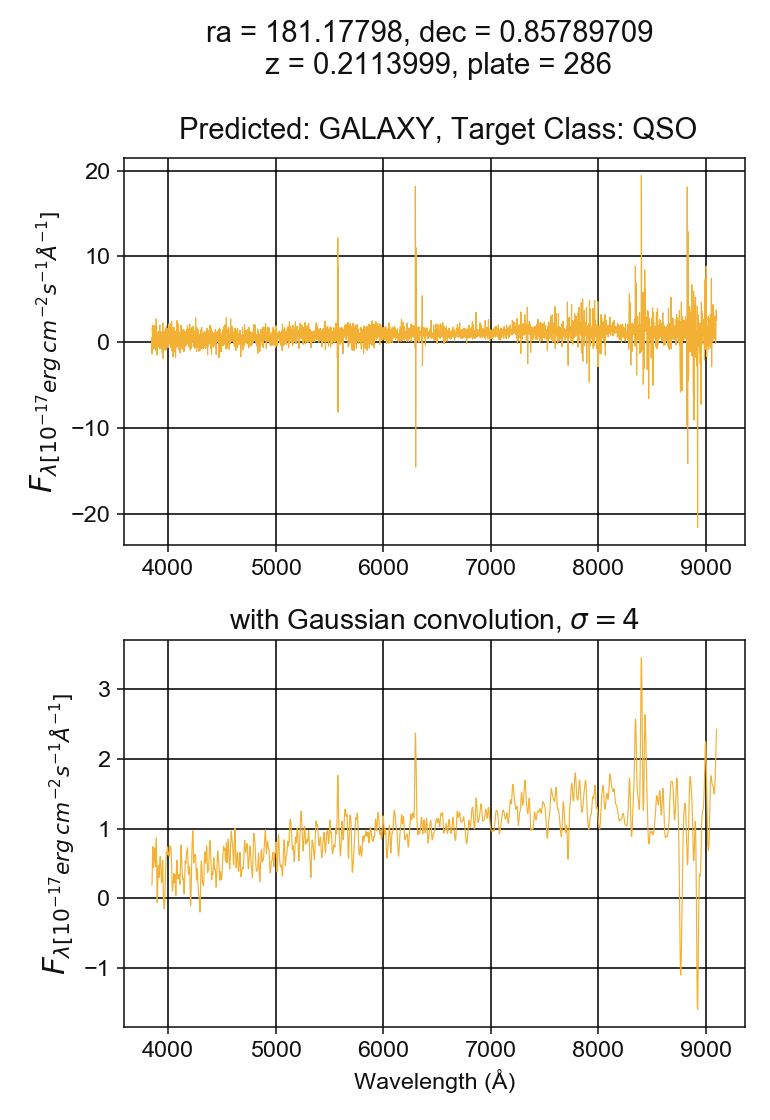 ra = 181.17798, dec = 0.85789709
z = 0.2113999, plate = 286
Predicted: GALAXY, Target Class: QSO
F_λ[10^{−17} erg cm^{−2} s^{−1} Å^{−1}]
20
10
0
−10
−20
4000 5000 6000 7000 8000 9000
with Gaussian convolution, σ = 4
F_λ[10^{−17} erg cm^{−2} s^{−1} Å^{−1}]
3
2
1
0
−1
4000 5000 6000 7000 8000 9000
Wavelength (Å)